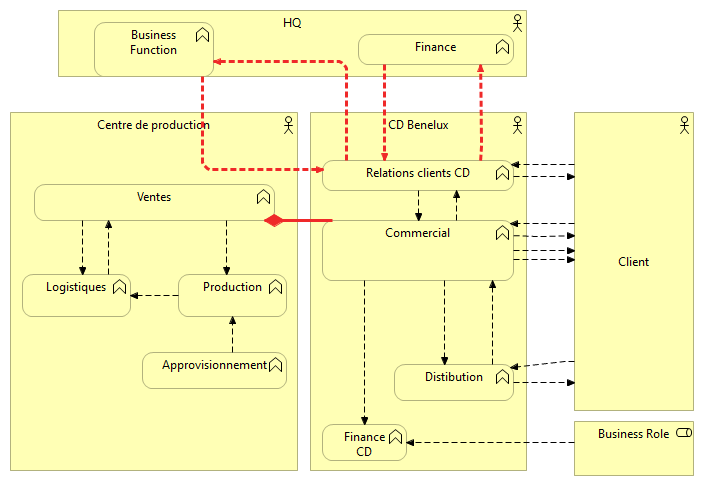 HQ
Business
Function
Finance
Centre de production
CD Benelux
Relations clients CD
Ventes
Commercial
Client
Logistiques
Production
Approvisionnement
Distibution
Finance
CD
Business Role